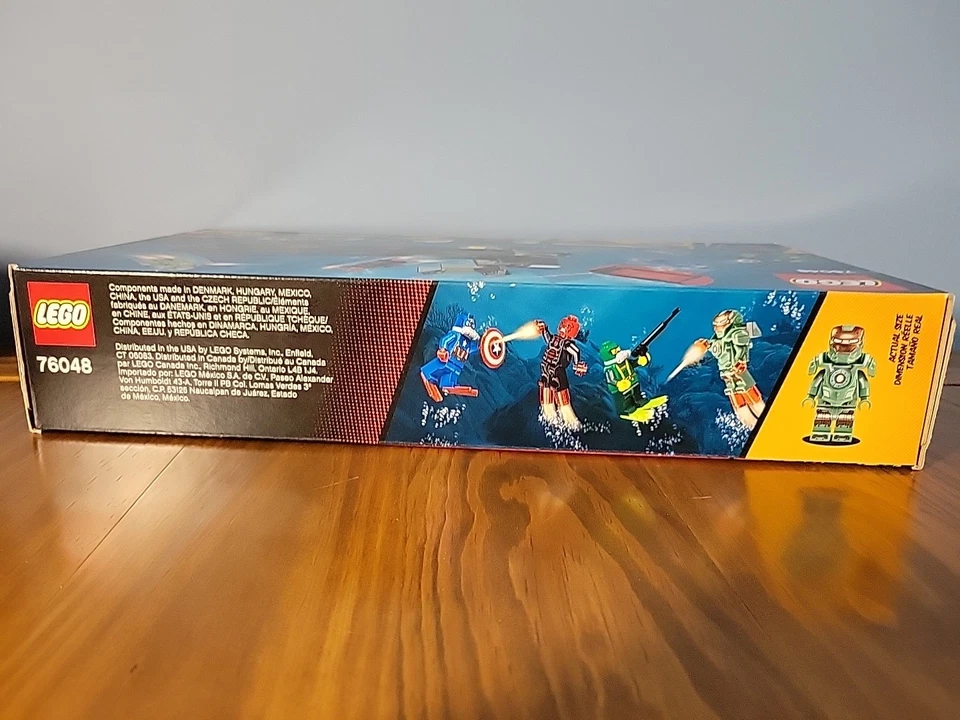 LEGO
76048
Components made in DENMARK, HUNGARY, MEXICO,
CHINA, the USA and the CZECH REPUBLIC/Éléments
fabriqués au DANEMARK, en HONGRIE, au MEXIQUE,
en CHINE, aux ÉTATS-UNIS et en RÉPUBLIQUE TCHÈQUE/
Componentes hechos en DINAMARCA, HUNGRÍA, MÉXICO,
CHINA, EE.UU. y REPÚBLICA CHECA.
Distributed in the USA by LEGO Systems, Inc., Enfield,
CT 06083. Distributed in Canada by/Distribué au Canada
par LEGO Canada Inc., Richmond Hill, Ontario L4B 1J4.
Importado por: LEGO México S.A. de C.V. Paseo Alexander
Von Humboldt 43-A, Torre II PB Col. Lomas Verdes 3ª
sección, C.P. 53125 Naucalpan de Juárez, Estado
de México, México.
ACTUAL SIZE
DIMENSION RÉELLE
TAMAÑO REAL
LEGO
76048